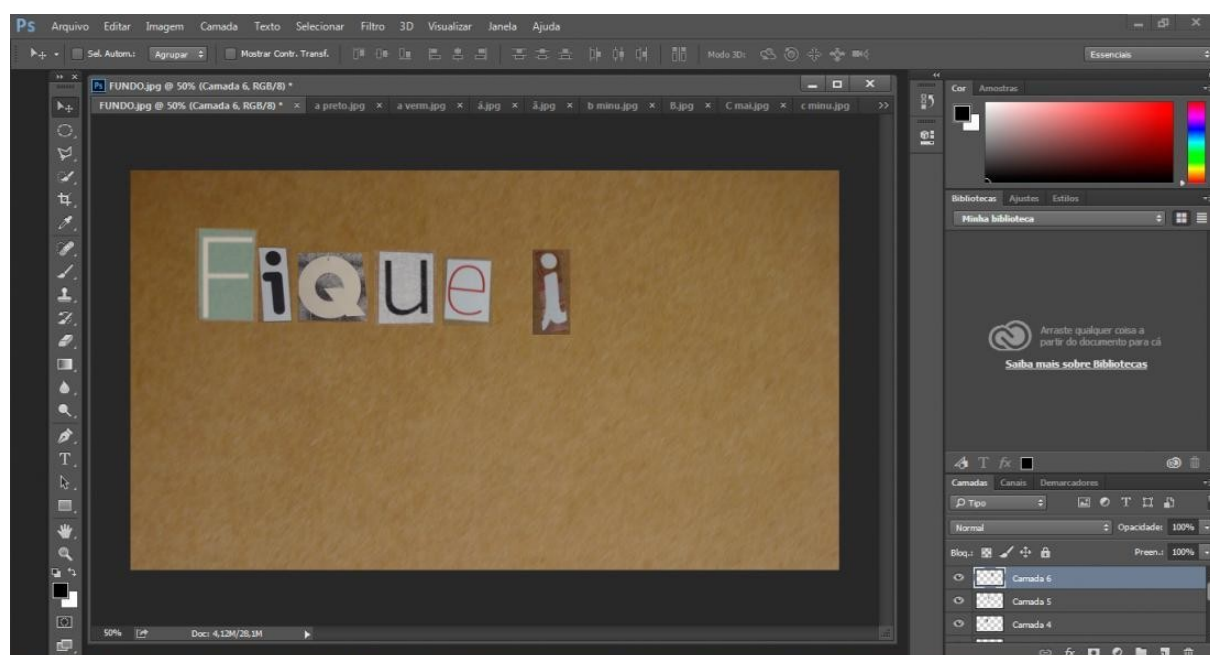 Ps Arquivo Editar Imagem Camada Texto Selecionar Filtro 3D Visualizar Janela Ajuda
Sel. Autom.: Agrupar Mostrar Contr. Transf. Modo 3D: Essenciais
Ps FUNDO.jpg @ 50% (Camada 6, RGB/8) *
FUNDO.jpg @ 50% (Camada 6, RGB/8) * × a preto.jpg × a verm.jpg × á.jpg × ã.jpg × b minu.jpg × B.jpg × C mai.jpg × c minu.jpg >>
Cor Amostras
FiQue i
Bibliotecas Ajustes Estilos
Minha biblioteca
Arraste qualquer coisa a
partir do documento para cá
Saiba mais sobre Bibliotecas
T fx
Camadas Canais Demarcadores
Tipo T
Normal Opacidade: 100%
Bloq.: Preen.: 100%
Camada 6
Camada 5
Camada 4
50% Doc: 4,12M/28,1M
fx